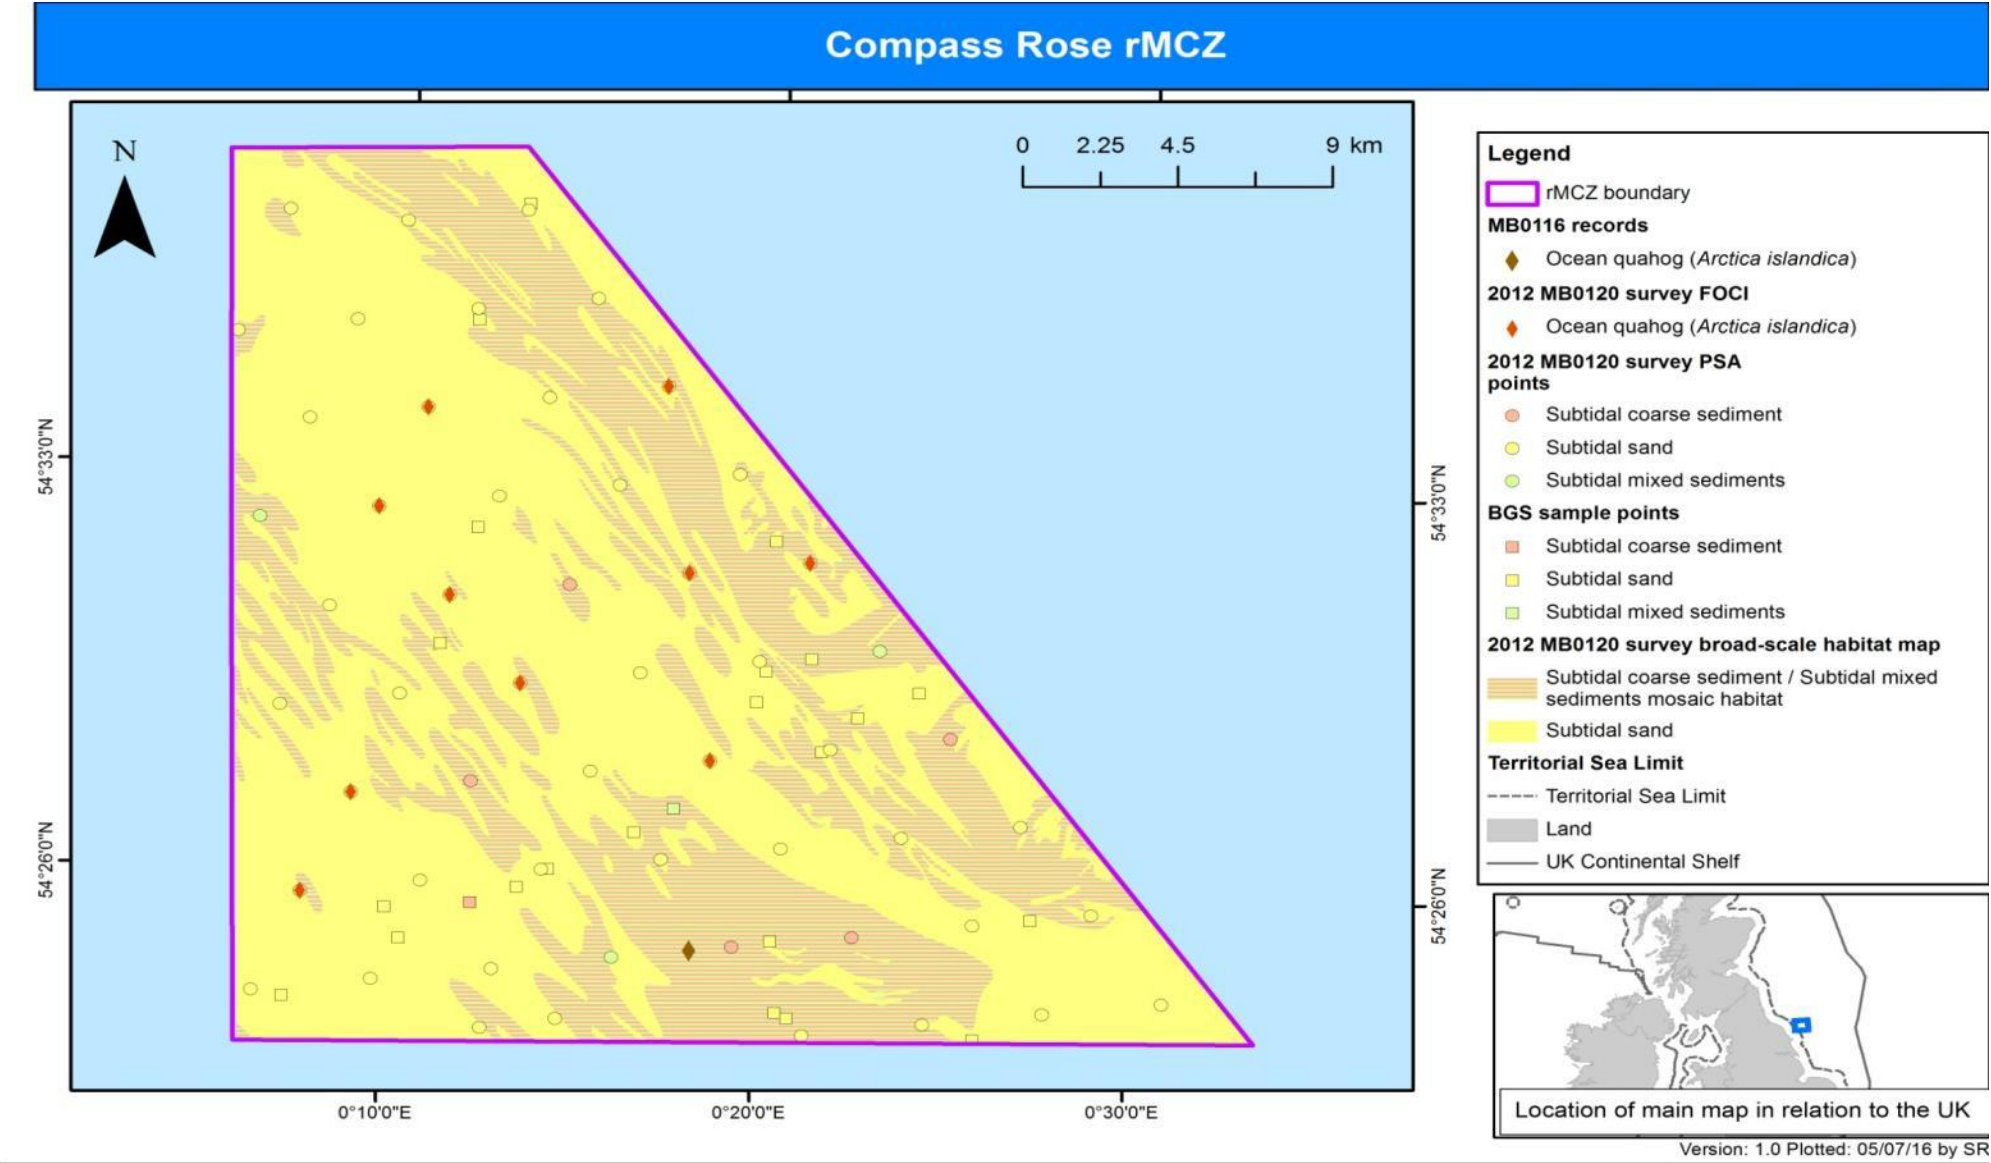 Compass Rose rMCZ
N
0 2.25 4.5 9 km
54°33'0"N
54°26'0"N
54°33'0"N
54°26'0"N
0°10'0"E 0°20'0"E 0°30'0"E
Legend
rMCZ boundary
MB0116 records
Ocean quahog (Arctica islandica)
2012 MB0120 survey FOCI
Ocean quahog (Arctica islandica)
2012 MB0120 survey PSA
points
Subtidal coarse sediment
Subtidal sand
Subtidal mixed sediments
BGS sample points
Subtidal coarse sediment
Subtidal sand
Subtidal mixed sediments
2012 MB0120 survey broad-scale habitat map
Subtidal coarse sediment / Subtidal mixed
sediments mosaic habitat
Subtidal sand
Territorial Sea Limit
Territorial Sea Limit
Land
UK Continental Shelf
Location of main map in relation to the UK
Version: 1.0 Plotted: 05/07/16 by SR